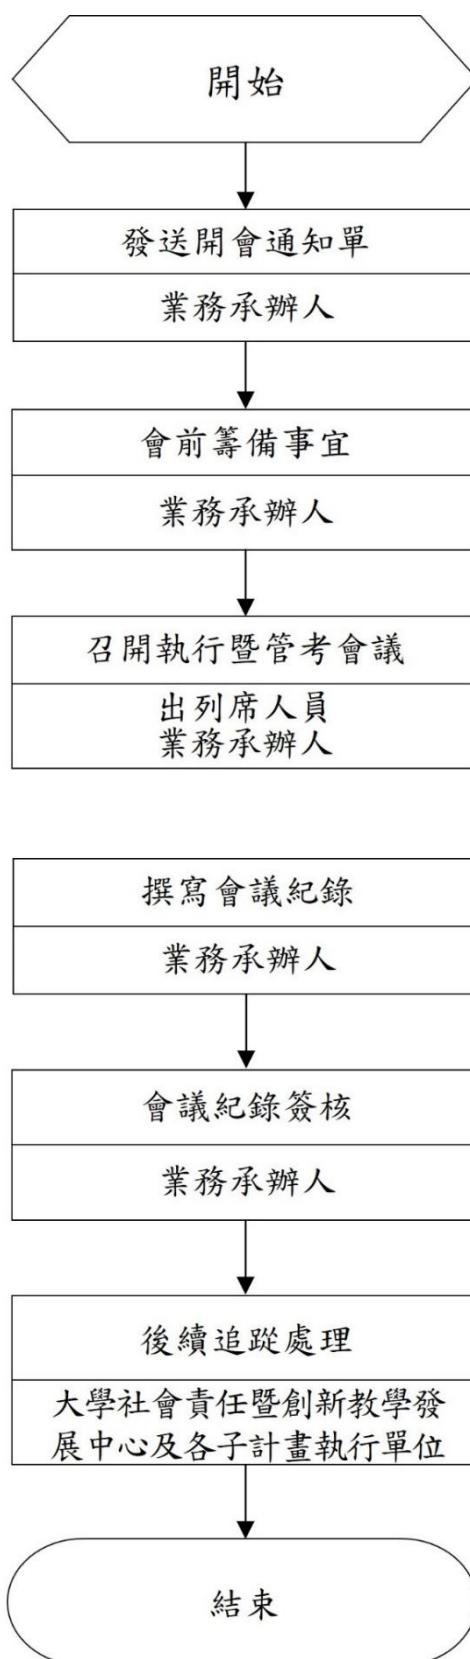 開始
發送開會通知單
業務承辦人
會前籌備事宜
業務承辦人
召開執行暨管考會議
出列席人員
業務承辦人
撰寫會議紀錄
業務承辦人
會議紀錄簽核
業務承辦人
後續追蹤處理
大學社會責任暨創新教學發
展中心及各子計畫執行單位
結束